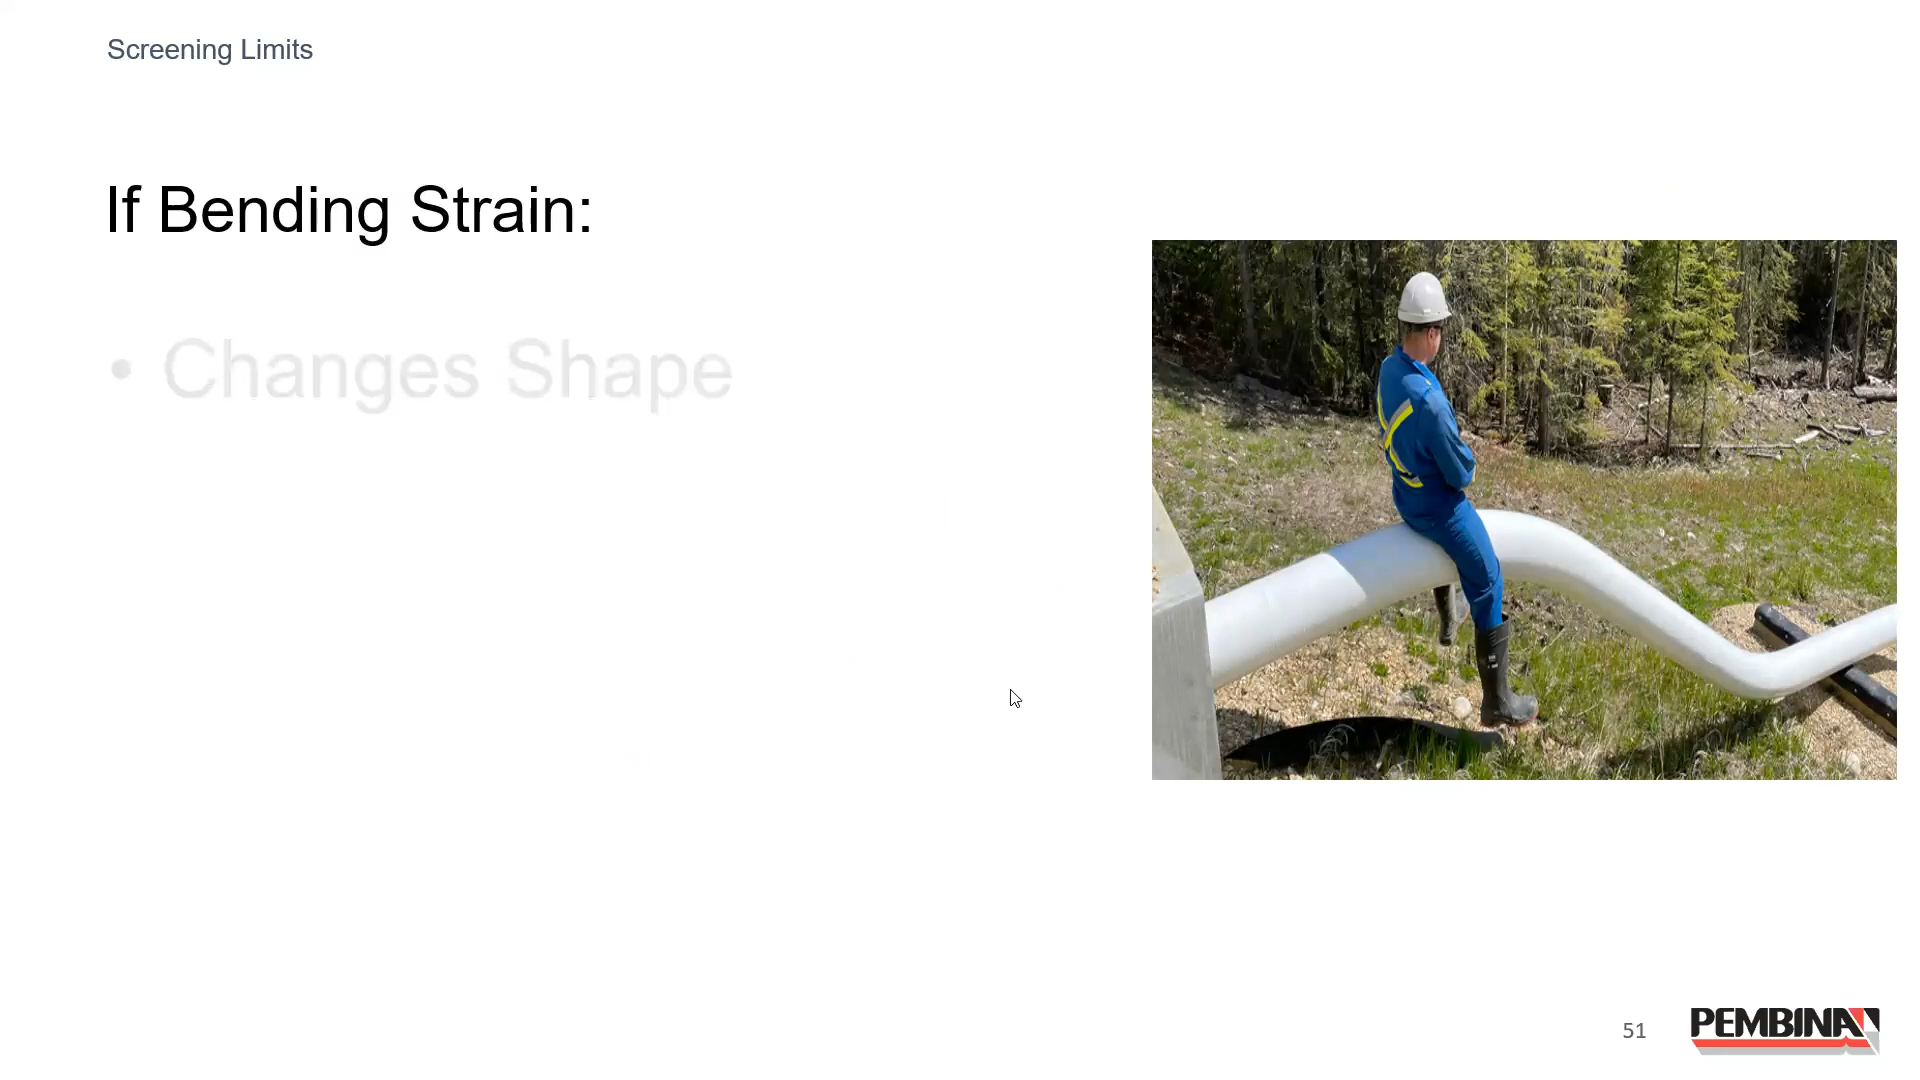 Screening Limits
If Bending Strain:
• Changes Shape
51
PEMBINA